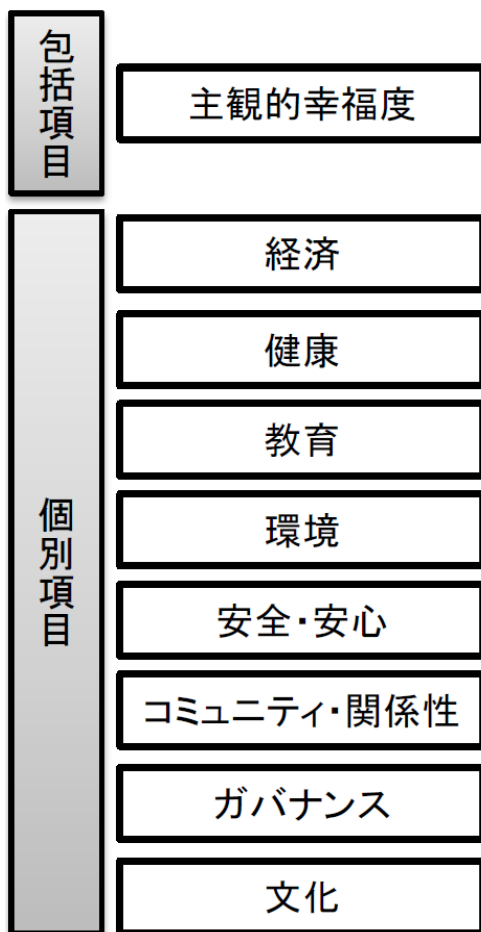 包括項目
主観的幸福度
個別項目
経済
健康
教育
環境
安全・安心
コミュニティ・関係性
ガバナンス
文化